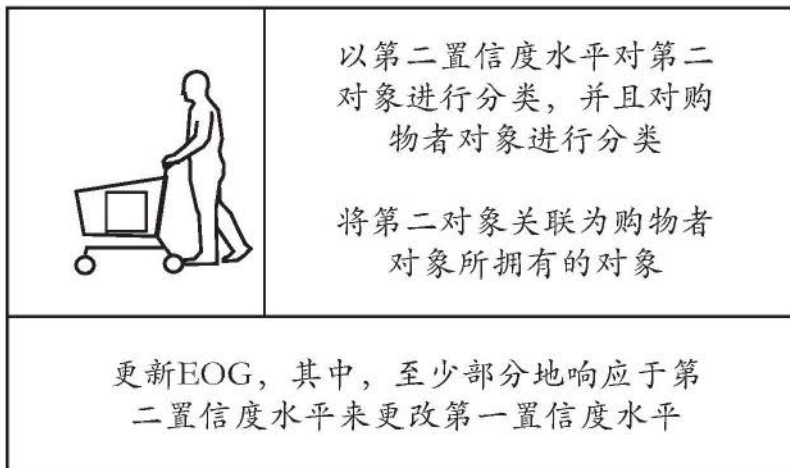 以第二置信度水平对第二
对象进行分类，并且对购
物者对象进行分类
将第二对象关联为购物者
对象所拥有的对象
更新EOG，其中，至少部分地响应于第
二置信度水平来更改第一置信度水平